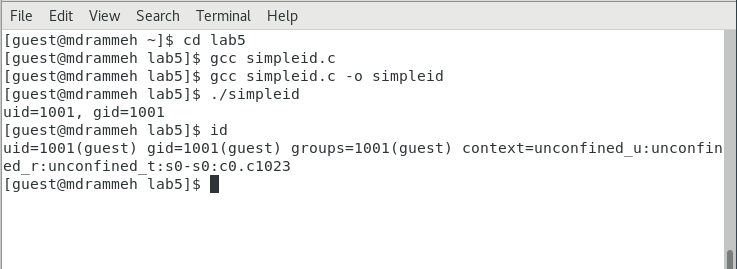 File Edit View Search Terminal Help
[guest@mdrammeh ~]$ cd lab5
[guest@mdrammeh lab5]$ gcc simpleid.c
[guest@mdrammeh lab5]$ gcc simpleid.c -o simpleid
[guest@mdrammeh lab5]$ ./simpleid
uid=1001, gid=1001
[guest@mdrammeh lab5]$ id
uid=1001(guest) gid=1001(guest) groups=1001(guest) context=unconfined_u:unconfin
ed_r:unconfined_t:s0-s0:c0.c1023
[guest@mdrammeh lab5]$